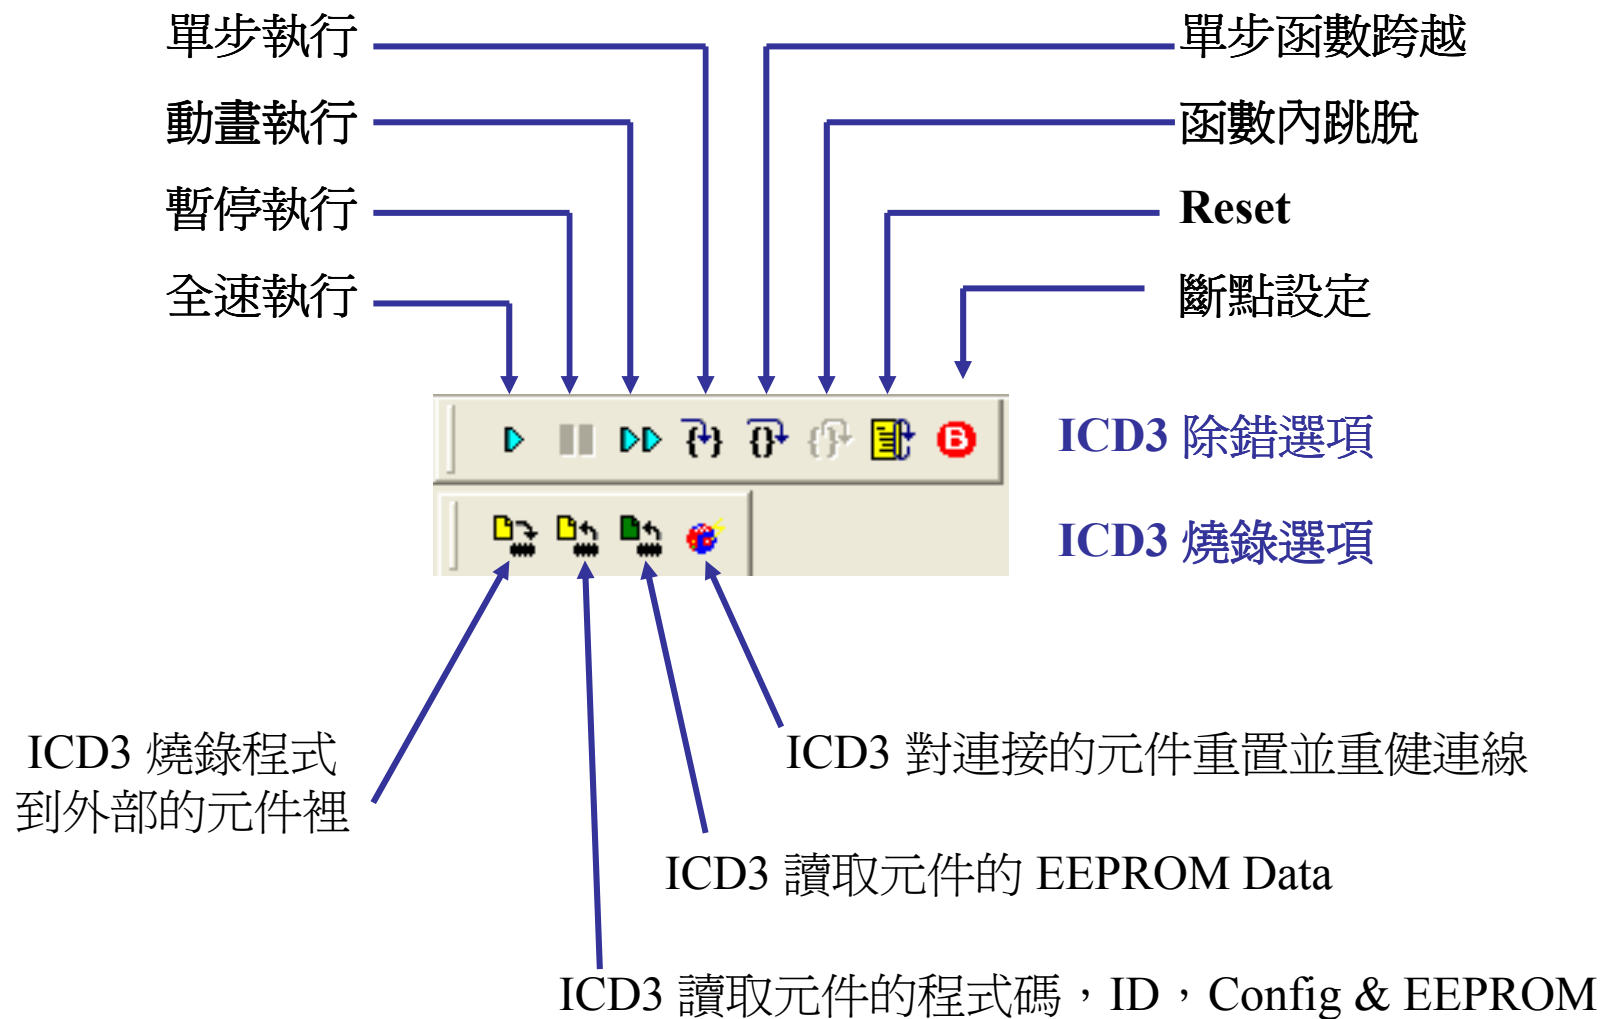 單步執行
單步函數跨越
動畫執行
函數內跳脫
暫停執行
Reset
全速執行
斷點設定
{}
{}
{}
B
ICD3 除錯選項
ICD3 燒錄選項
ICD3 燒錄程式
到外部的元件裡
ICD3 對連接的元件重置並重健連線
ICD3 讀取元件的 EEPROM Data
ICD3 讀取元件的程式碼，ID，Config & EEPROM